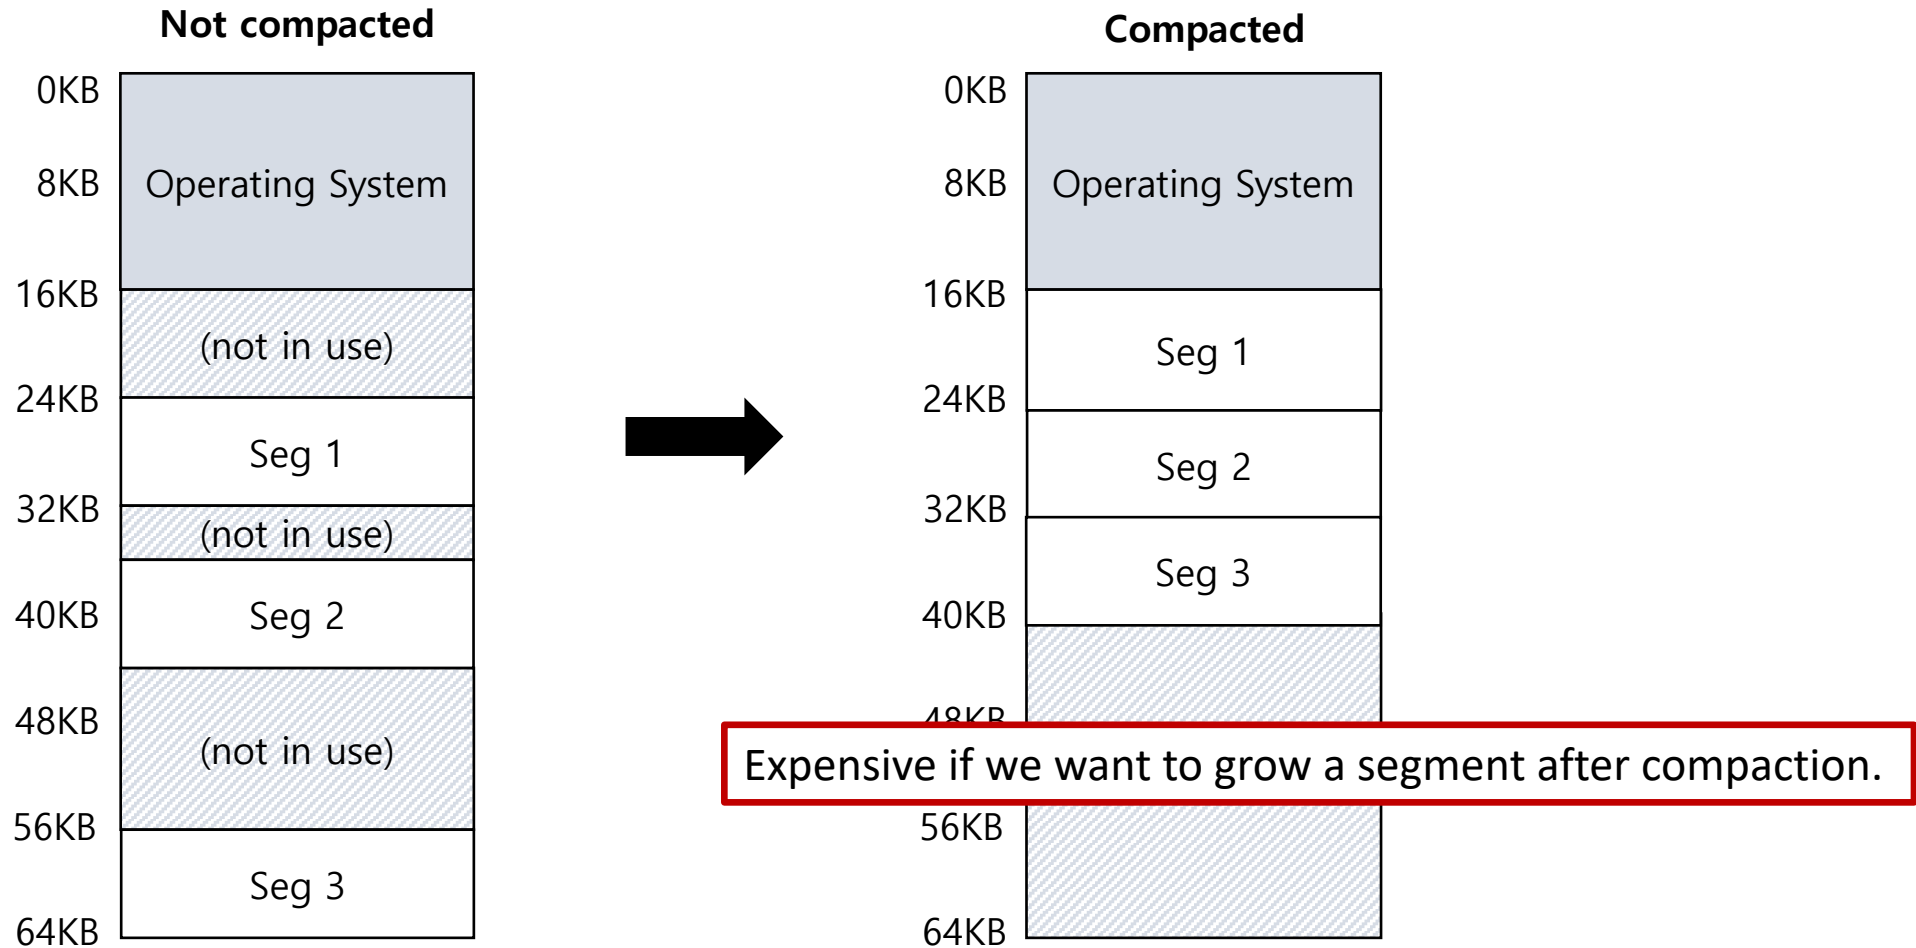 Not compacted
0KB
8KB
Operating System
16KB
(not in use)
24KB
Seg 1
32KB
(not in use)
40KB
Seg 2
48KB
(not in use)
56KB
Seg 3
64KB
Compacted
0KB
8KB
Operating System
16KB
Seg 1
24KB
Seg 2
32KB
Seg 3
40KB
48KB
Expensive if we want to grow a segment after compaction.
56KB
64KB